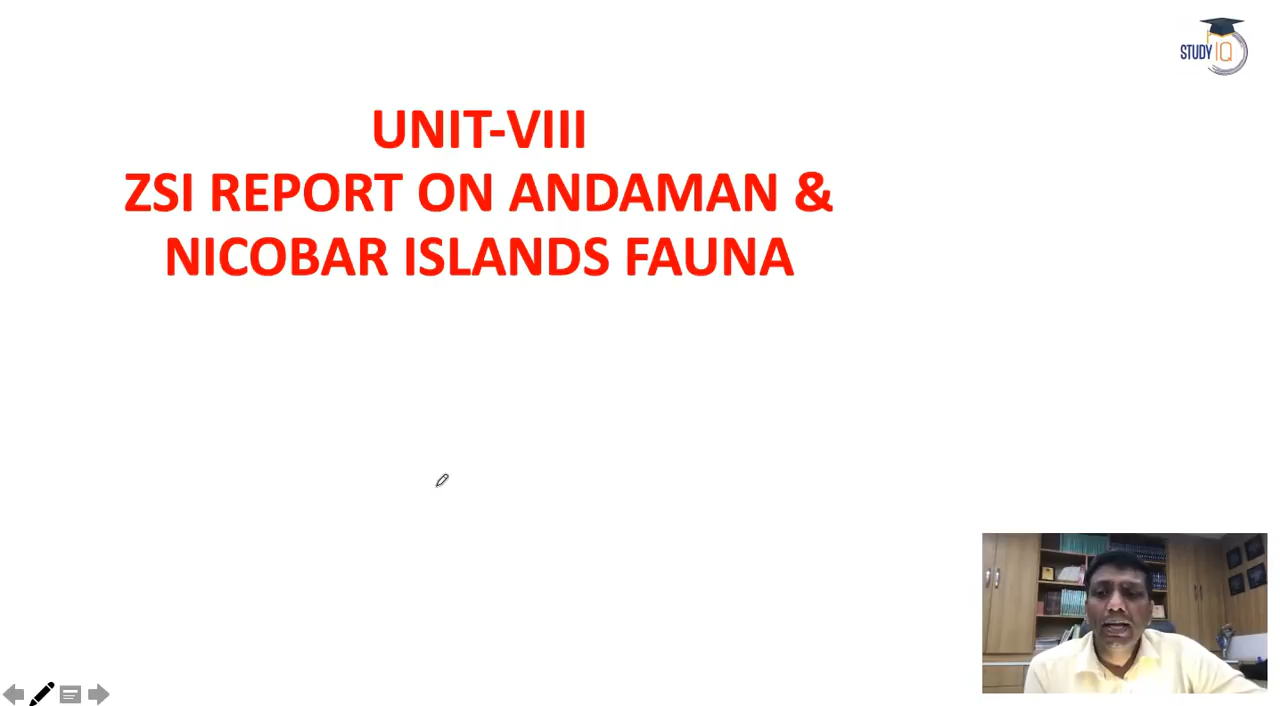 STUDY IQ
UNIT-VIII
ZSI REPORT ON ANDAMAN &
NICOBAR ISLANDS FAUNA